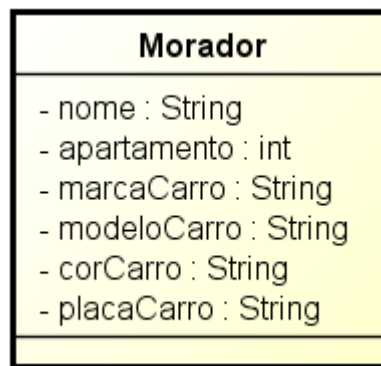 Morador
- nome : String
- apartamento : int
- marcaCarro : String
- modeloCarro : String
- corCarro : String
- placaCarro : String